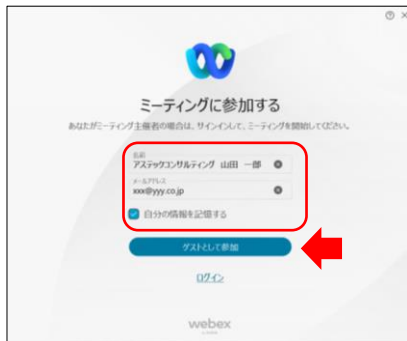 ミーティングに参加する
あなたがミーティング主催者の場合は、サインインして、ミーティングを開始してください。
名前
アステックコンサルティング 山田 一郎
メールアドレス
xxx@yyy.co.jp
自分の情報を記憶する
ゲストとして参加
ログイン
webex